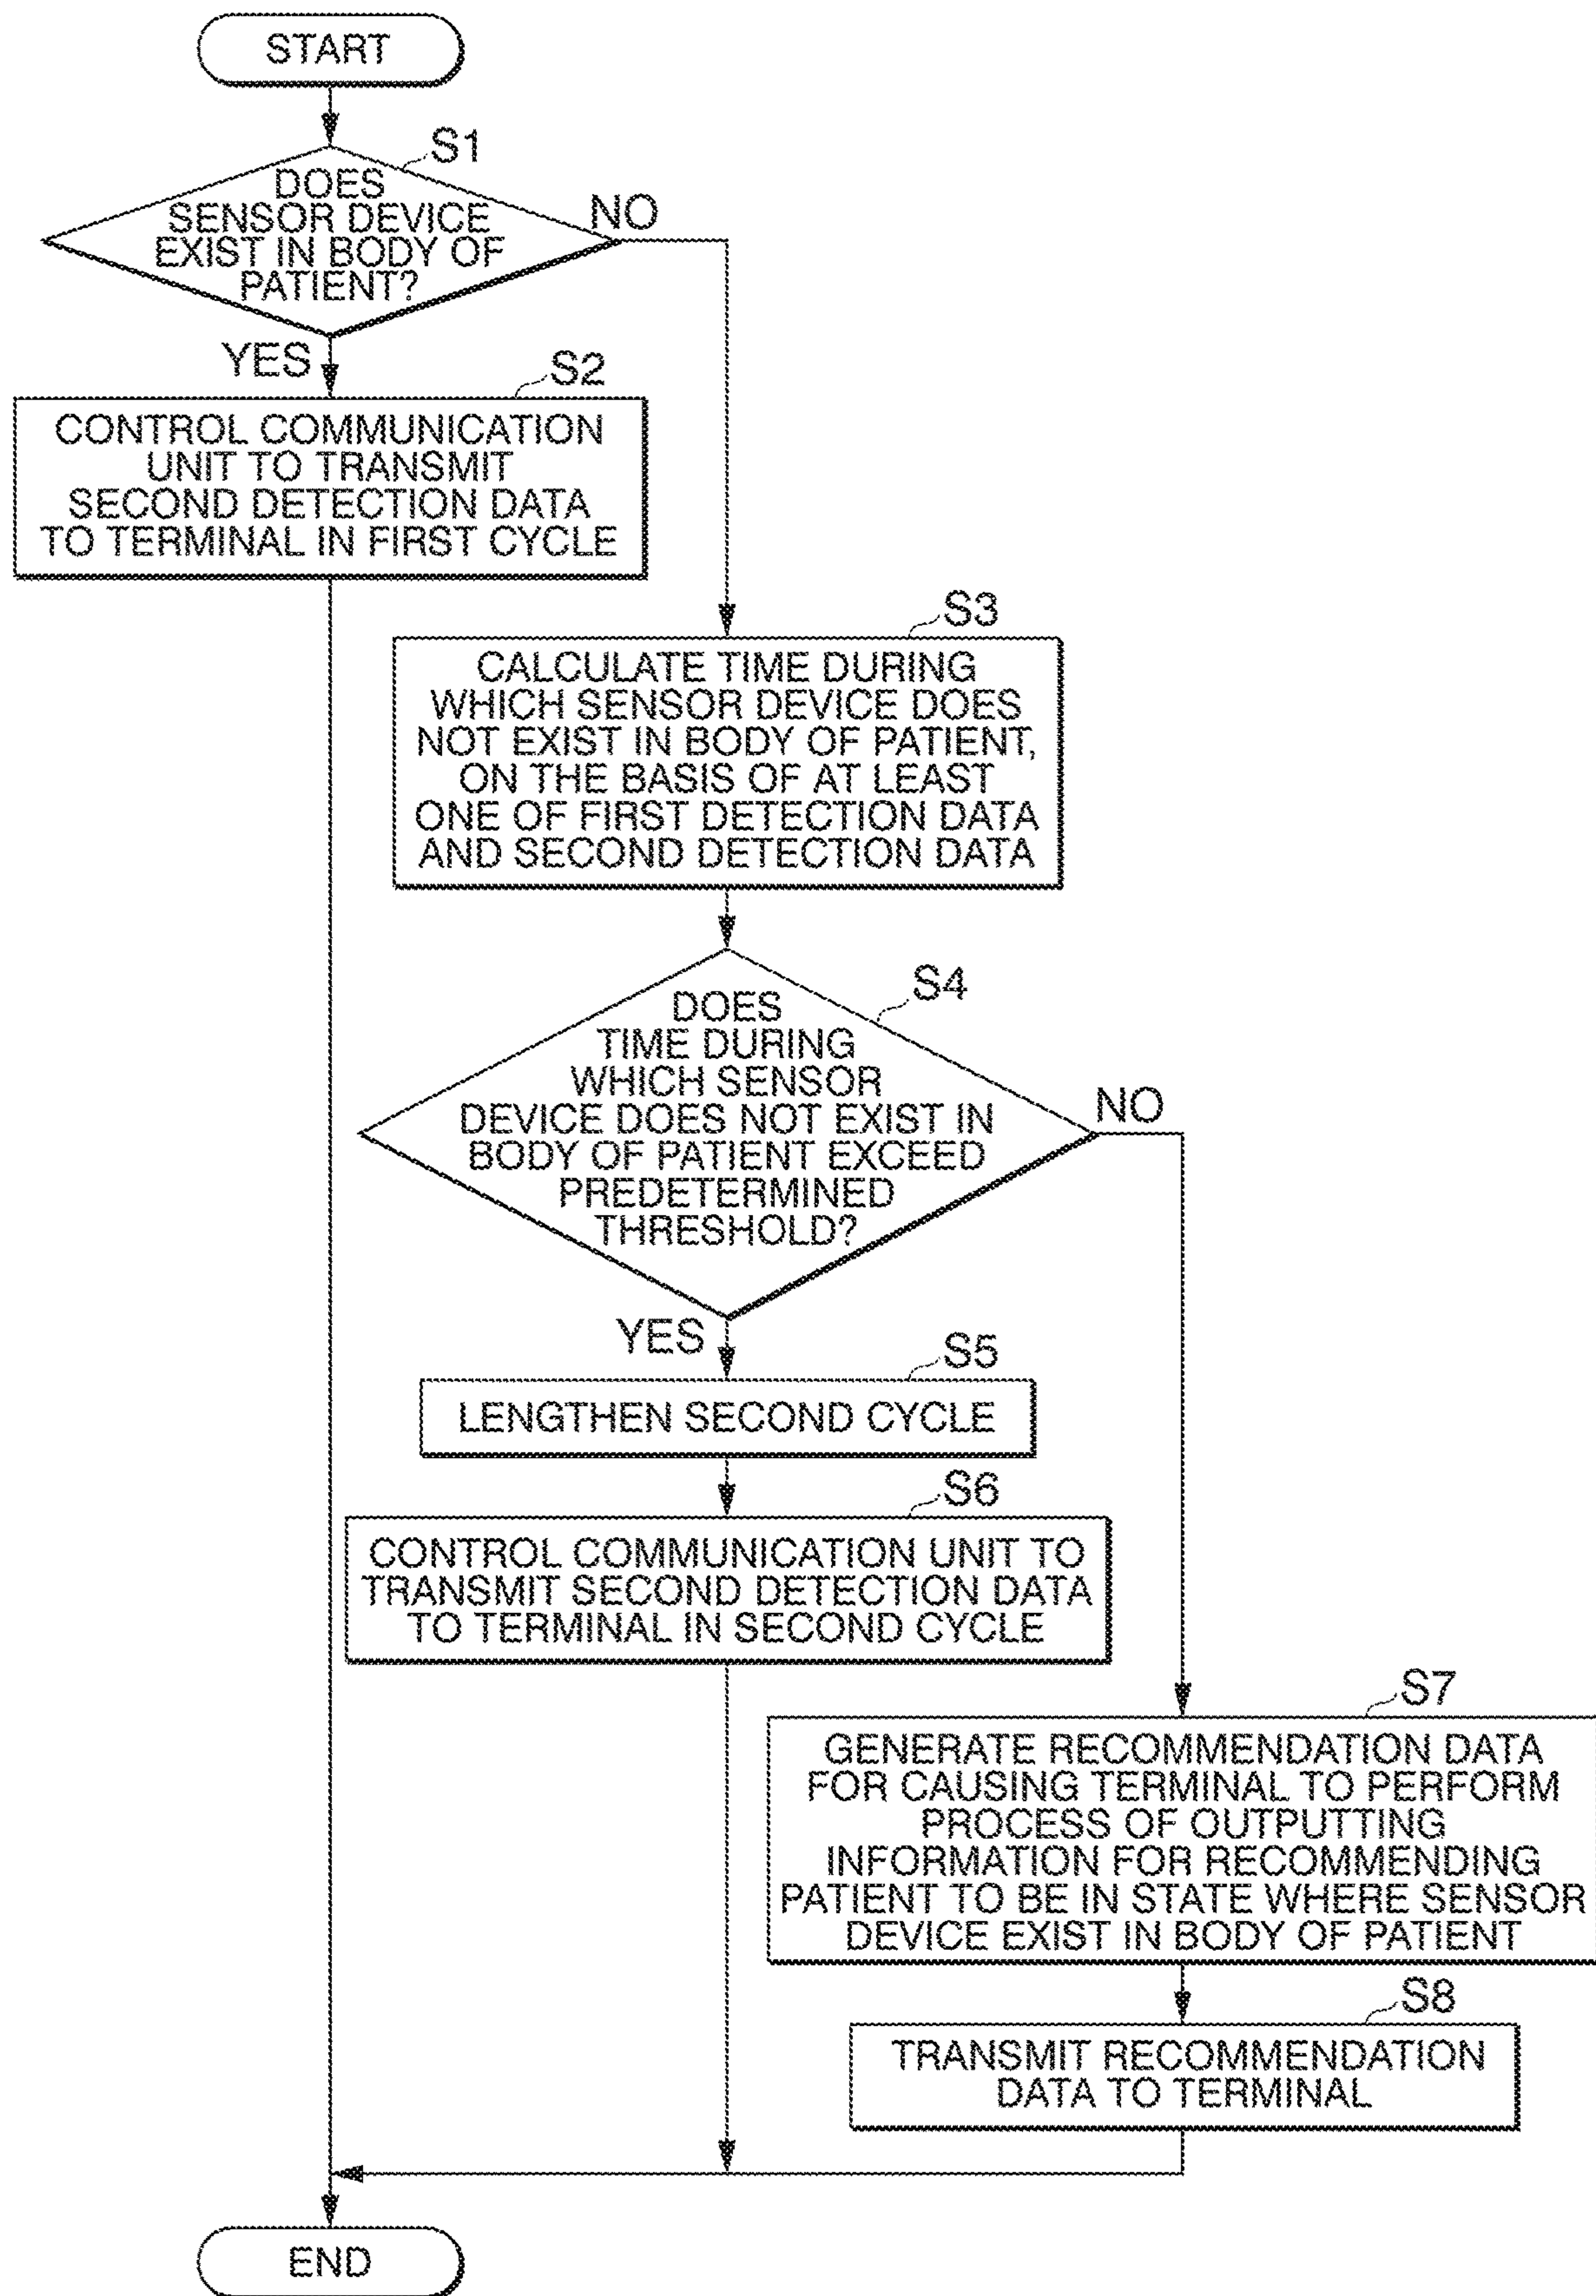 START
S1
DOES
SENSOR DEVICE
EXIST IN BODY OF
PATIENT?
NO
YES
S2
CONTROL COMMUNICATION
UNIT TO TRANSMIT
SECOND DETECTION DATA
TO TERMINAL IN FIRST CYCLE
S3
CALCULATE TIME DURING
WHICH SENSOR DEVICE DOES
NOT EXIST IN BODY OF PATIENT,
ON THE BASIS OF AT LEAST
ONE OF FIRST DETECTION DATA
AND SECOND DETECTION DATA
S4
DOES
TIME DURING
WHICH SENSOR
DEVICE DOES NOT EXIST IN
BODY OF PATIENT EXCEED
PREDETERMINED
THRESHOLD?
NO
YES
S5
LENGTHEN SECOND CYCLE
S6
CONTROL COMMUNICATION UNIT TO
TRANSMIT SECOND DETECTION DATA
TO TERMINAL IN SECOND CYCLE
S7
GENERATE RECOMMENDATION DATA
FOR CAUSING TERMINAL TO PERFORM
PROCESS OF OUTPUTTING
INFORMATION FOR RECOMMENDING
PATIENT TO BE IN STATE WHERE SENSOR
DEVICE EXIST IN BODY OF PATIENT
S8
TRANSMIT RECOMMENDATION
DATA TO TERMINAL
END